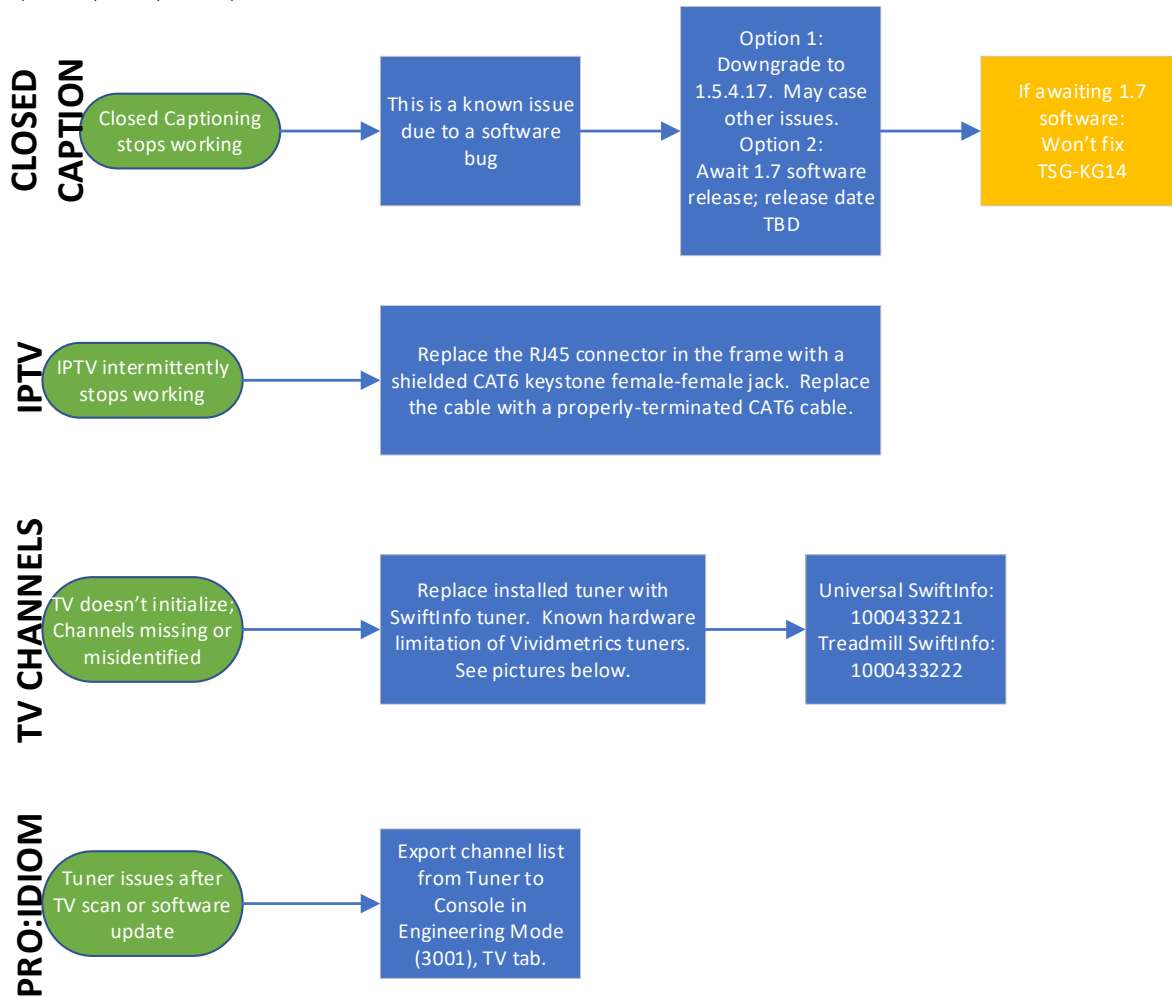 CLOSED
CAPTION
Closed Captioning
stops working
This is a known issue
due to a software
bug
Option 1:
Downgrade to
1.5.4.17.  May case
other issues.
Option 2:
Await 1.7 software
release; release date
TBD
If awaiting 1.7
software:
Won’t fix
TSG-KG14
IPTV
IPTV intermittently
stops working
Replace the RJ45 connector in the frame with a
shielded CAT6 keystone female-female jack.  Replace
the cable with a properly-terminated CAT6 cable.
TV CHANNELS
TV doesn’t initialize;
Channels missing or
misidentified
Replace installed tuner with
SwiftInfo tuner.  Known hardware
limitation of Vividmetrics tuners.
See pictures below.
Universal SwiftInfo:
1000433221
Treadmill SwiftInfo:
1000433222
PRO:IDIOM
Tuner issues after
TV scan or software
update
Export channel list
from Tuner to
Console in
Engineering Mode
(3001), TV tab.